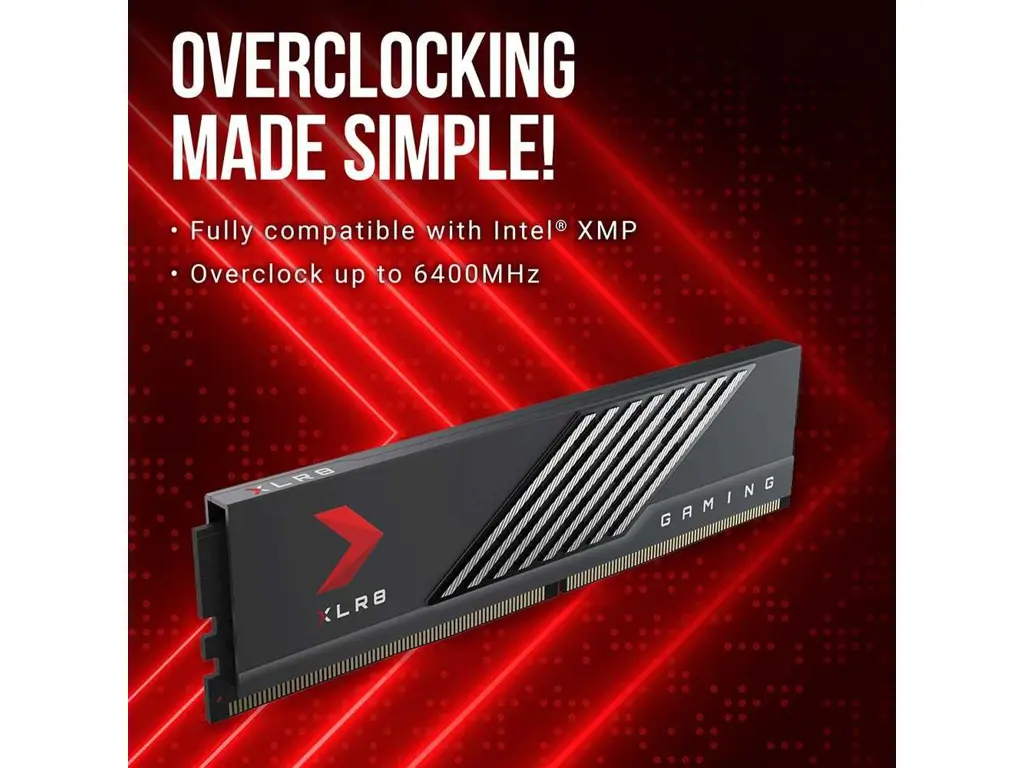 OVERCLOCKING
MADE SIMPLE!
• Fully compatible with Intel® XMP
• Overclock up to 6400MHz
XLR8
GAMING
XLR8